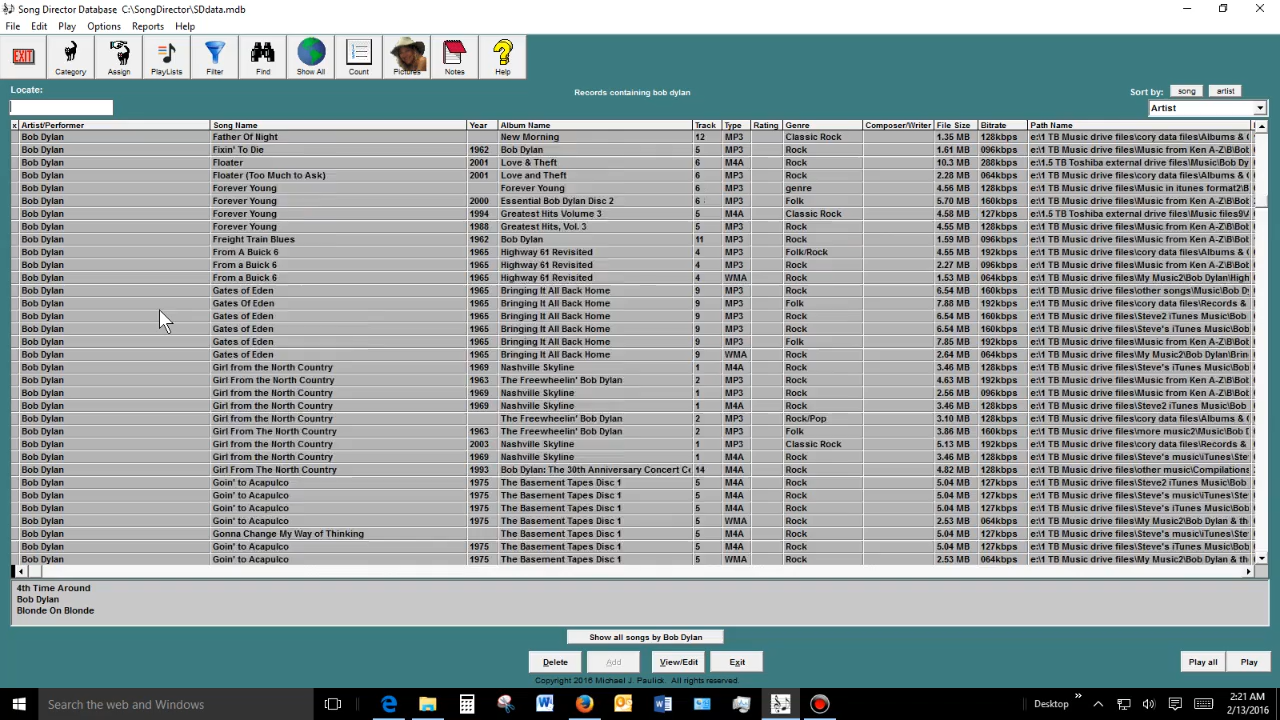 Song Director Database C:\SongDirector\SDdata.mdb
File Edit Play Options Reports Help
EXIT Category Assign PlayLists Filter Find Show All Count Pictures Notes Help
Locate: Records containing bob dylan Sort by: song artist
Artist
x Artist/Performer Song Name Year Album Name Track Type Rating Genre Composer/Writer File Size Bitrate Path Name
Bob Dylan Father Of Night New Morning 12 MP3 Classic Rock 1.35 MB 128kbps e:\1 TB Music drive files\cory data files\Albums & C
Bob Dylan Fixin' To Die 1962 Bob Dylan 5 MP3 Rock 1.61 MB 096kbps e:\1 TB Music drive files\Music from Ken A-Z\B\Bob
Bob Dylan Floater 2001 Love & Theft 6 M4A Rock 10.3 MB 288kbps e:\1.5 TB Toshiba external drive files\Music\Bob Dy
Bob Dylan Floater (Too Much to Ask) 2001 Love and Theft 6 MP3 Rock 2.28 MB 064kbps e:\1 TB Music drive files\Music from Ken A-Z\B\Bob
Bob Dylan Forever Young Forever Young 6 MP3 genre 4.56 MB 128kbps e:\1 TB Music drive files\Music in itunes format2\B
Bob Dylan Forever Young 2000 Essential Bob Dylan Disc 2 6 MP3 Folk 5.70 MB 160kbps e:\1 TB Music drive files\Music from Ken A-Z\B\Bob
Bob Dylan Forever Young 1994 Greatest Hits Volume 3 5 M4A Classic Rock 4.58 MB 127kbps e:\1.5 TB Toshiba external drive files\Music files9\A
Bob Dylan Forever Young 1988 Greatest Hits, Vol. 3 5 MP3 Rock 4.55 MB 128kbps e:\1 TB Music drive files\Music from Ken A-Z\B\Bob
Bob Dylan Freight Train Blues 1962 Bob Dylan 11 MP3 Rock 1.59 MB 096kbps e:\1 TB Music drive files\Music from Ken A-Z\B\Bob
Bob Dylan From A Buick 6 1965 Highway 61 Revisited 4 MP3 Folk/Rock 4.55 MB 192kbps e:\1 TB Music drive files\cory data files\Albums & C
Bob Dylan From a Buick 6 1965 Highway 61 Revisited 4 MP3 Rock 2.27 MB 096kbps e:\1 TB Music drive files\Music from Ken A-Z\B\Bob
Bob Dylan From a Buick 6 1965 Highway 61 Revisited 4 WMA Rock 1.53 MB 064kbps e:\1 TB Music drive files\My Music2\Bob Dylan\High
Bob Dylan Gates of Eden 1965 Bringing It All Back Home 9 MP3 Rock 6.54 MB 160kbps e:\1 TB Music drive files\other songs\Music\Bob D
Bob Dylan Gates Of Eden 1965 Bringing It All Back Home 9 MP3 Folk 7.88 MB 192kbps e:\1 TB Music drive files\cory data files\Records &
Bob Dylan Gates of Eden 1965 Bringing It All Back Home 9 MP3 Rock 6.54 MB 160kbps e:\1 TB Music drive files\Steve2 iTunes Music\Bob
Bob Dylan Gates of Eden 1965 Bringing It All Back Home 9 MP3 Rock 6.54 MB 160kbps e:\1 TB Music drive files\Steve's iTunes Music\Bob
Bob Dylan Gates of Eden 1965 Bringing It All Back Home 9 MP3 Folk 7.85 MB 192kbps e:\1 TB Music drive files\Music from Ken A-Z\B\Bob
Bob Dylan Gates of Eden 1965 Bringing It All Back Home 9 WMA Rock 2.64 MB 064kbps e:\1 TB Music drive files\My Music2\Bob Dylan\Brin
Bob Dylan Girl from the North Country 1969 Nashville Skyline 1 M4A Rock 3.46 MB 128kbps e:\1 TB Music drive files\Steve's iTunes Music\Bob
Bob Dylan Girl From the North Country 1963 The Freewheelin' Bob Dylan 2 MP3 Rock 4.63 MB 192kbps e:\1 TB Music drive files\Music from Ken A-Z\B\Bob
Bob Dylan Girl from the North Country 1969 Nashville Skyline 1 MP3 Rock 2.56 MB 096kbps e:\1 TB Music drive files\Music from Ken A-Z\B\Bob
Bob Dylan Girl from the North Country 1969 Nashville Skyline 1 M4A Rock 3.46 MB 128kbps e:\1 TB Music drive files\Steve2 iTunes Music\Bob
Bob Dylan Girl from the North Country The Freewheelin' Bob Dylan 2 MP3 Rock/Pop 3.10 MB 128kbps e:\1 TB Music drive files\cory data files\Albums & C
Bob Dylan Girl From The North Country 1963 The Freewheelin' Bob Dylan 2 MP3 Folk 3.86 MB 128kbps e:\1 TB Music drive files\more music2\Music\Bob D
Bob Dylan Girl from the North Country 2003 Nashville Skyline 1 MP3 Classic Rock 5.13 MB 192kbps e:\1 TB Music drive files\cory data files\Records &
Bob Dylan Girl from the North Country 1969 Nashville Skyline 1 M4A Rock 3.46 MB 128kbps e:\1 TB Music drive files\Steve's music\iTunes\Ste
Bob Dylan Girl From The North Country 1993 Bob Dylan: The 30th Anniversary Concert Ce 14 M4A Rock 4.82 MB 128kbps e:\1 TB Music drive files\other music\Compilations
Bob Dylan Goin' to Acapulco 1975 The Basement Tapes Disc 1 5 M4A Rock 5.04 MB 127kbps e:\1 TB Music drive files\Steve2 iTunes Music\Bob
Bob Dylan Goin' to Acapulco 1975 The Basement Tapes Disc 1 5 M4A Rock 5.04 MB 127kbps e:\1 TB Music drive files\Steve's music\iTunes\Ste
Bob Dylan Goin' to Acapulco 1975 The Basement Tapes Disc 1 5 M4A Rock 5.04 MB 127kbps e:\1 TB Music drive files\Steve's iTunes Music\Bob
Bob Dylan Goin' to Acapulco 1975 The Basement Tapes Disc 1 5 WMA Rock 2.53 MB 064kbps e:\1 TB Music drive files\My Music2\Bob Dylan & th
Bob Dylan Gonna Change My Way of Thinking The Basement Tapes Disc 1 5 M4A Rock 5.04 MB 127kbps e:\1 TB Music drive files\Steve's music\iTunes\Ste
Bob Dylan Goin' to Acapulco 1975 The Basement Tapes Disc 1 5 M4A Rock 5.04 MB 127kbps e:\1 TB Music drive files\Steve's iTunes Music\Bob
Bob Dylan Goin' to Acapulco 1975 The Basement Tapes Disc 1 5 WMA Rock 2.53 MB 064kbps e:\1 TB Music drive files\My Music2\Bob Dylan & th
4th Time Around
Bob Dylan
Blonde On Blonde
Show all songs by Bob Dylan
Delete Add View/Edit Exit Play all Play
Copyright 2016 Michael J. Paulick. All rights reserved.
Search the web and Windows Desktop 2:21 AM
2/13/2016